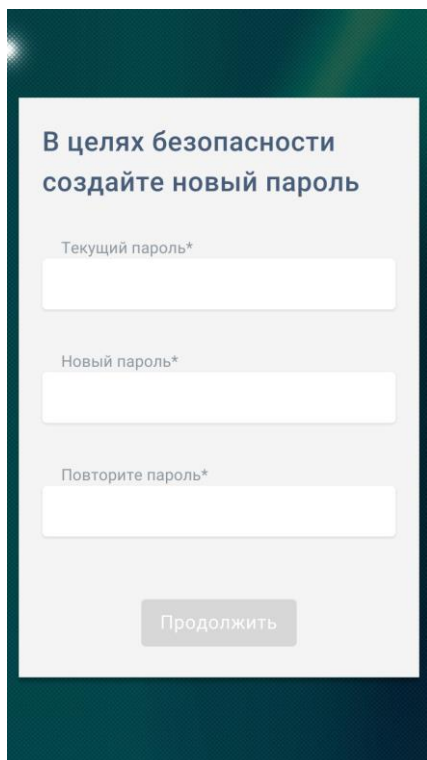 В целях безопасности
создайте новый пароль
Текущий пароль*
Новый пароль*
Повторите пароль*
Продолжить